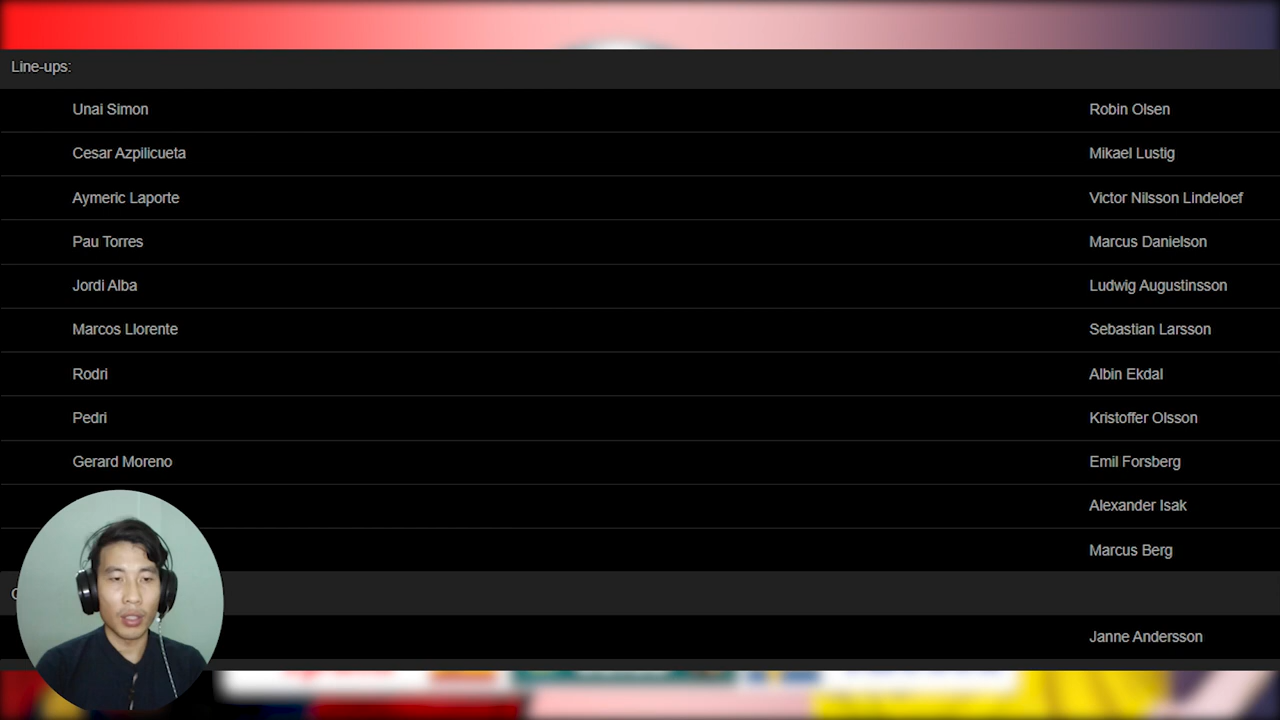 Line-ups:
Unai Simon Robin Olsen
Cesar Azpilicueta Mikael Lustig
Aymeric Laporte Victor Nilsson Lindeloef
Pau Torres Marcus Danielson
Jordi Alba Ludwig Augustinsson
Marcos Llorente Sebastian Larsson
Rodri Albin Ekdal
Pedri Kristoffer Olsson
Gerard Moreno Emil Forsberg
Alexander Isak
Marcus Berg
Janne Andersson